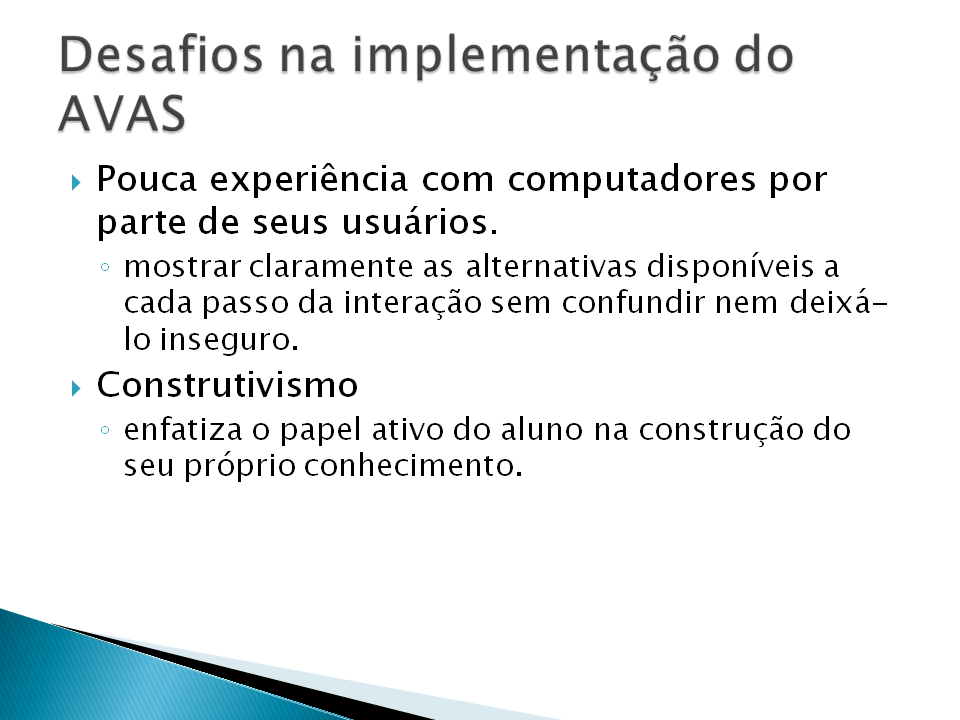 Desafios na implementação do
AVAS
Pouca experiência com computadores por
parte de seus usuários.
mostrar claramente as alternativas disponíveis a
cada passo da interação sem confundir nem deixá-
lo inseguro.
Construtivismo
enfatiza o papel ativo do aluno na construção do
seu próprio conhecimento.